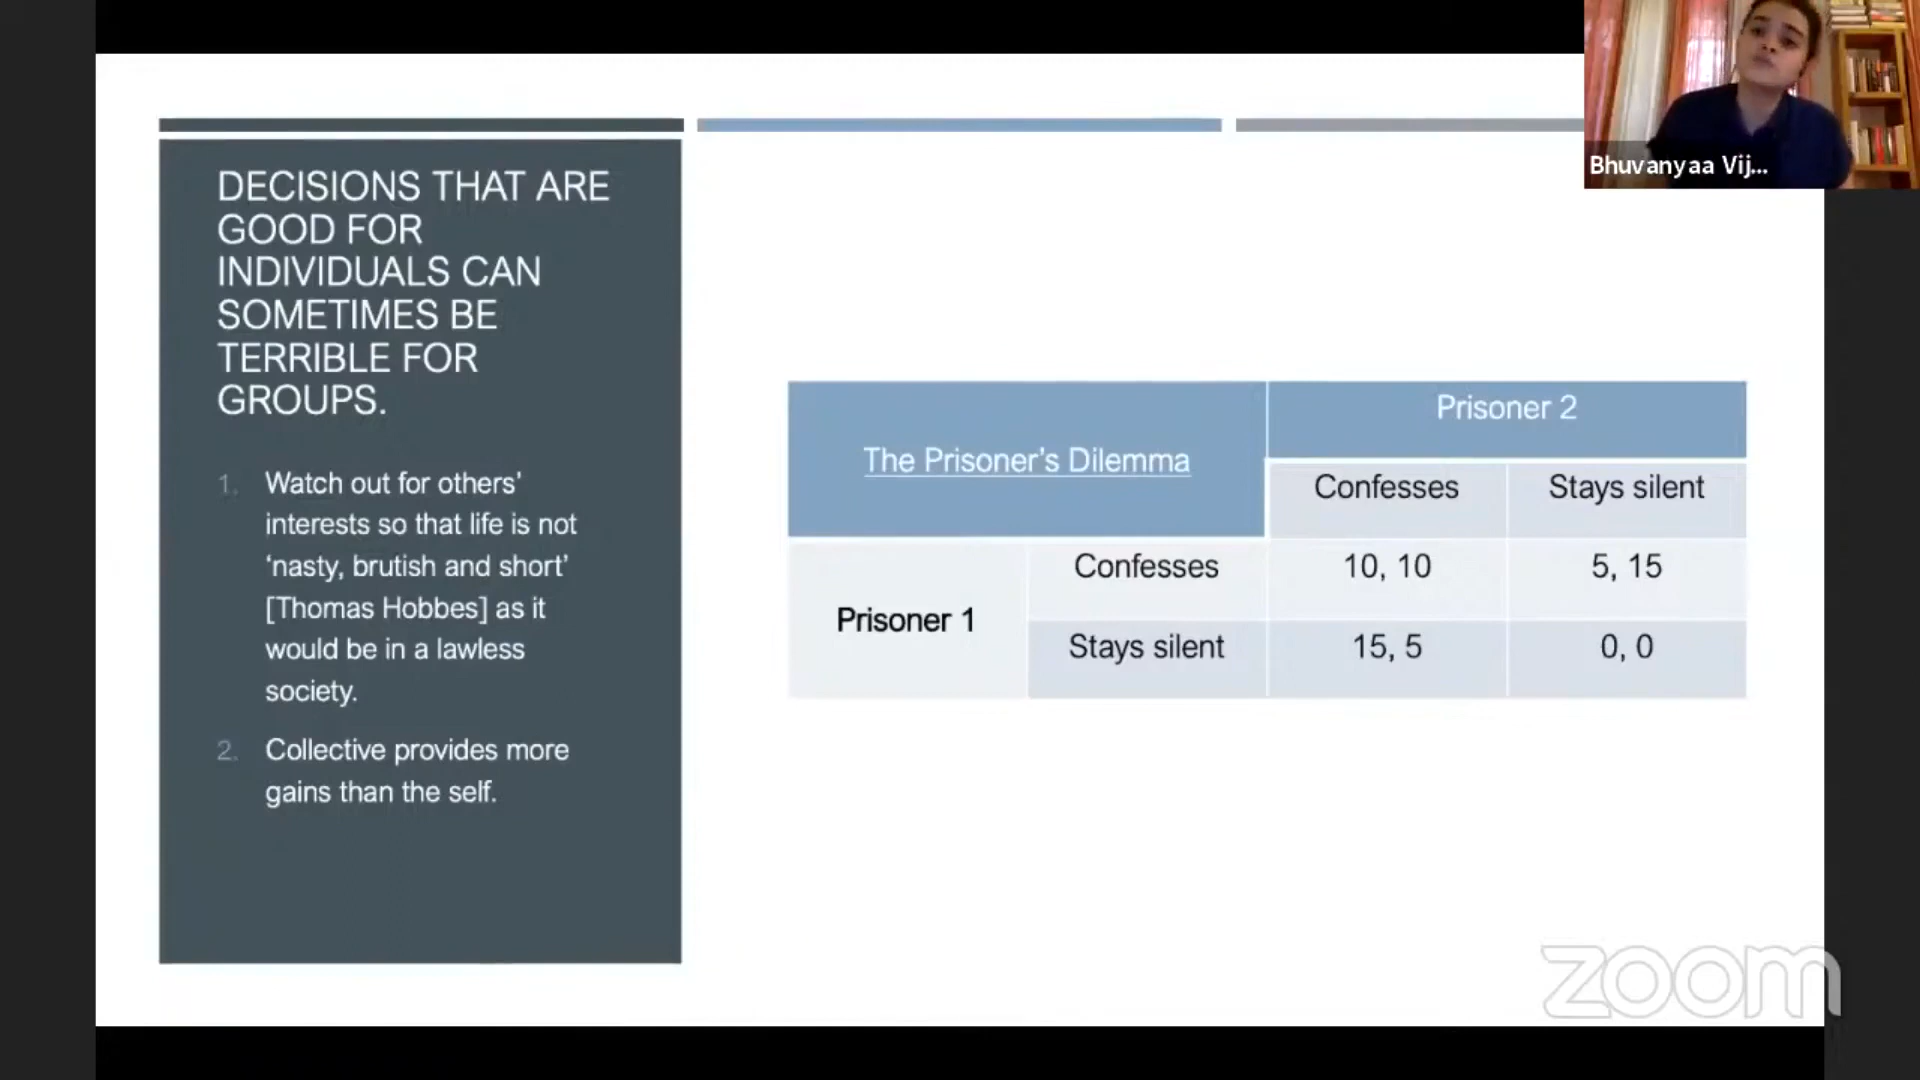 DECISIONS THAT ARE
GOOD FOR
INDIVIDUALS CAN
SOMETIMES BE
TERRIBLE FOR
GROUPS.
1. Watch out for others'
interests so that life is not
‘nasty, brutish and short’
[Thomas Hobbes] as it
would be in a lawless
society.
2. Collective provides more
gains than the self.
The Prisoner's Dilemma
Prisoner 2
Confesses Stays silent
Prisoner 1
Confesses 10, 10 5, 15
Stays silent 15, 5 0, 0
Bhuvanyaa Vij...
zoom